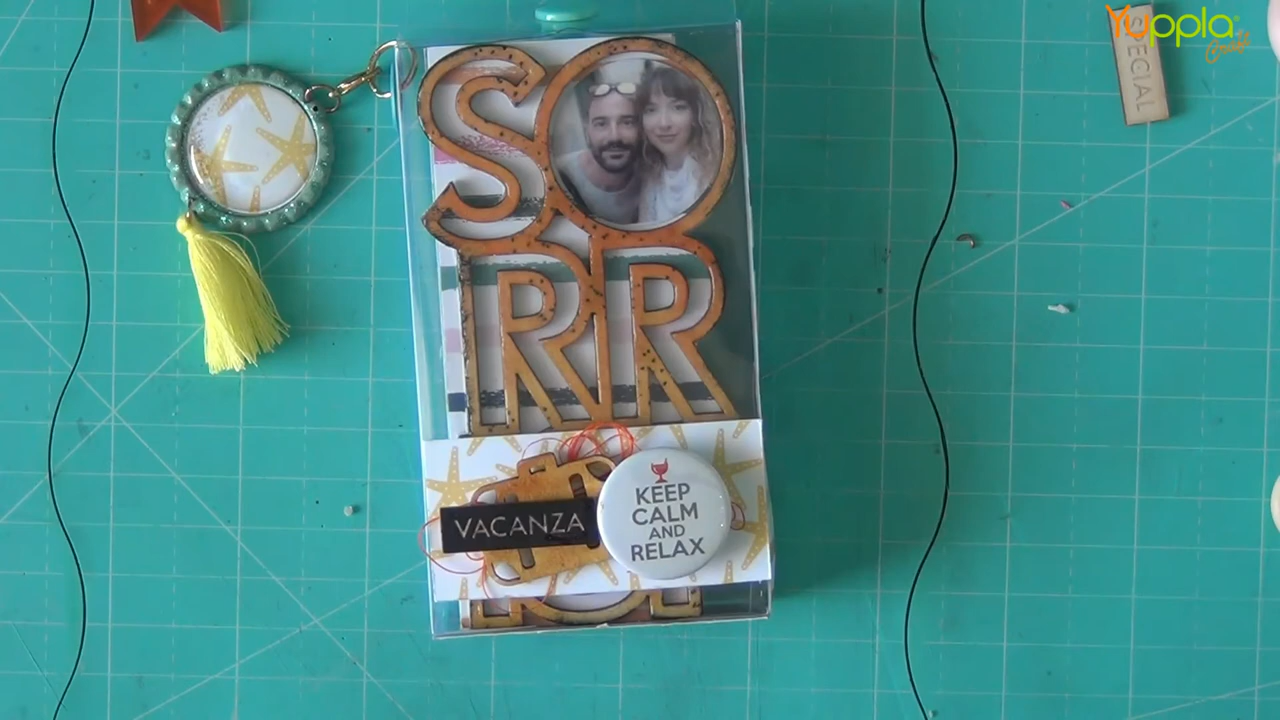 Yuppla
Craft
SPECIAL
SO
RR
VACANZA
KEEP
CALM
AND
RELAX